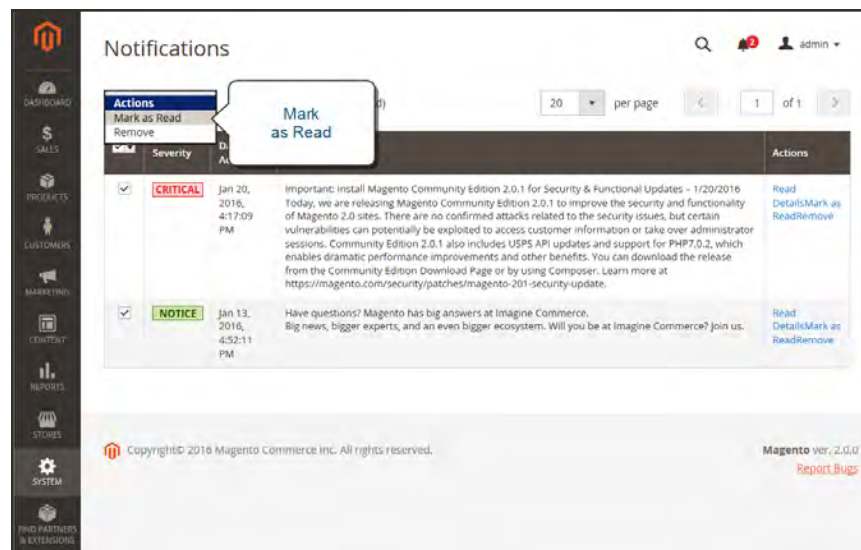 Notifications
2
admin
DASHBOARD
SALES
PRODUCTS
CUSTOMERS
MARKETING
CONTENT
REPORTS
STORES
SYSTEM
FIND PARTNERS
& EXTENSIONS
Actions
Mark as Read
Remove
Mark
as Read
20
per page
1
of 1
Severity
Actions
CRITICAL
Jan 20,
2016,
4:17:09
PM
Important: Install Magento Community Edition 2.0.1 for Security & Functional Updates – 1/20/2016
Today, we are releasing Magento Community Edition 2.0.1 to improve the security and functionality
of Magento 2.0 sites. There are no confirmed attacks related to the security issues, but certain
vulnerabilities can potentially be exploited to access customer information or take over administrator
sessions. Community Edition 2.0.1 also includes USPS API updates and support for PHP7.0.2, which
enables dramatic performance improvements and other benefits. You can download the release
from the Community Edition Download Page or by using Composer. Learn more at
https://magento.com/security/patches/magento-201-security-update.
Read
DetailsMark as
ReadRemove
NOTICE
Jan 13,
2016,
4:52:11
PM
Have questions? Magento has big answers at Imagine Commerce.
Big news, bigger experts, and an even bigger ecosystem. Will you be at Imagine Commerce? Join us.
Read
DetailsMark as
ReadRemove
Copyright© 2016 Magento Commerce Inc. All rights reserved.
Magento ver. 2.0.0
Report Bugs